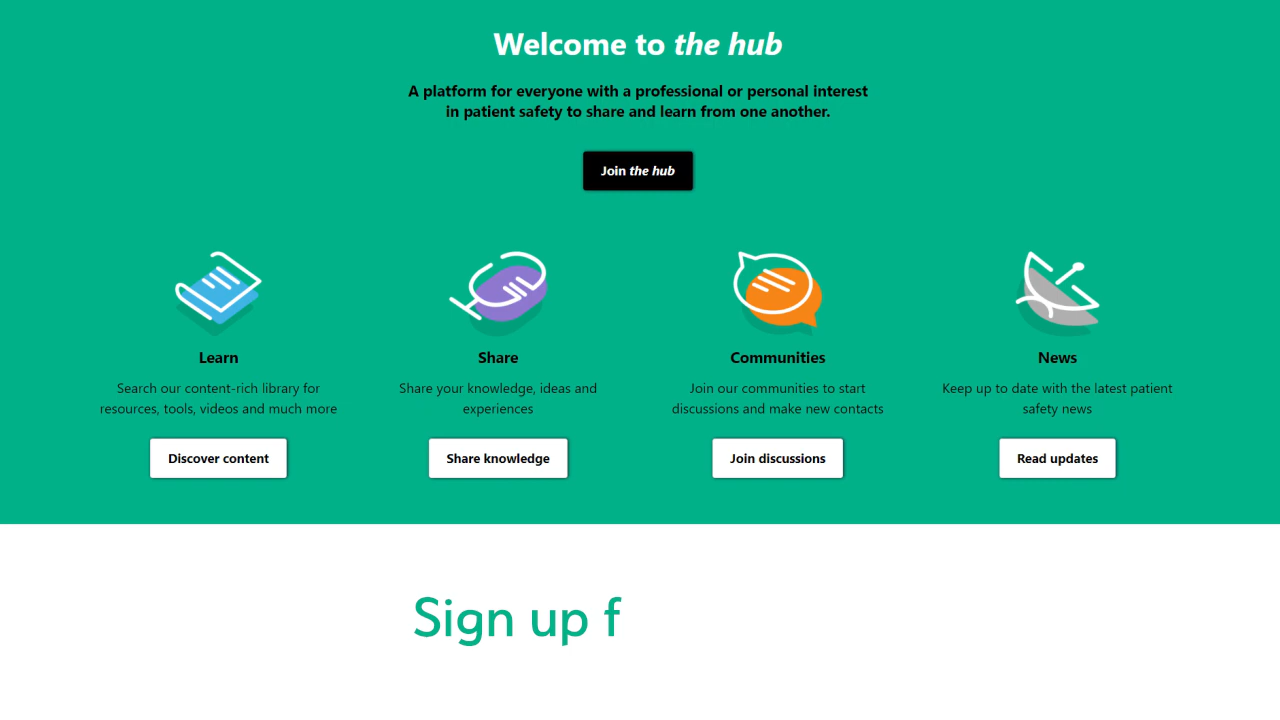 Welcome to the hub
A platform for everyone with a professional or personal interest
in patient safety to share and learn from one another.
Join the hub
Learn
Search our content-rich library for
resources, tools, videos and much more
Discover content
Share
Share your knowledge, ideas and
experiences
Share knowledge
Communities
Join our communities to start
discussions and make new contacts
Join discussions
News
Keep up to date with the latest patient
safety news
Read updates
Sign up f